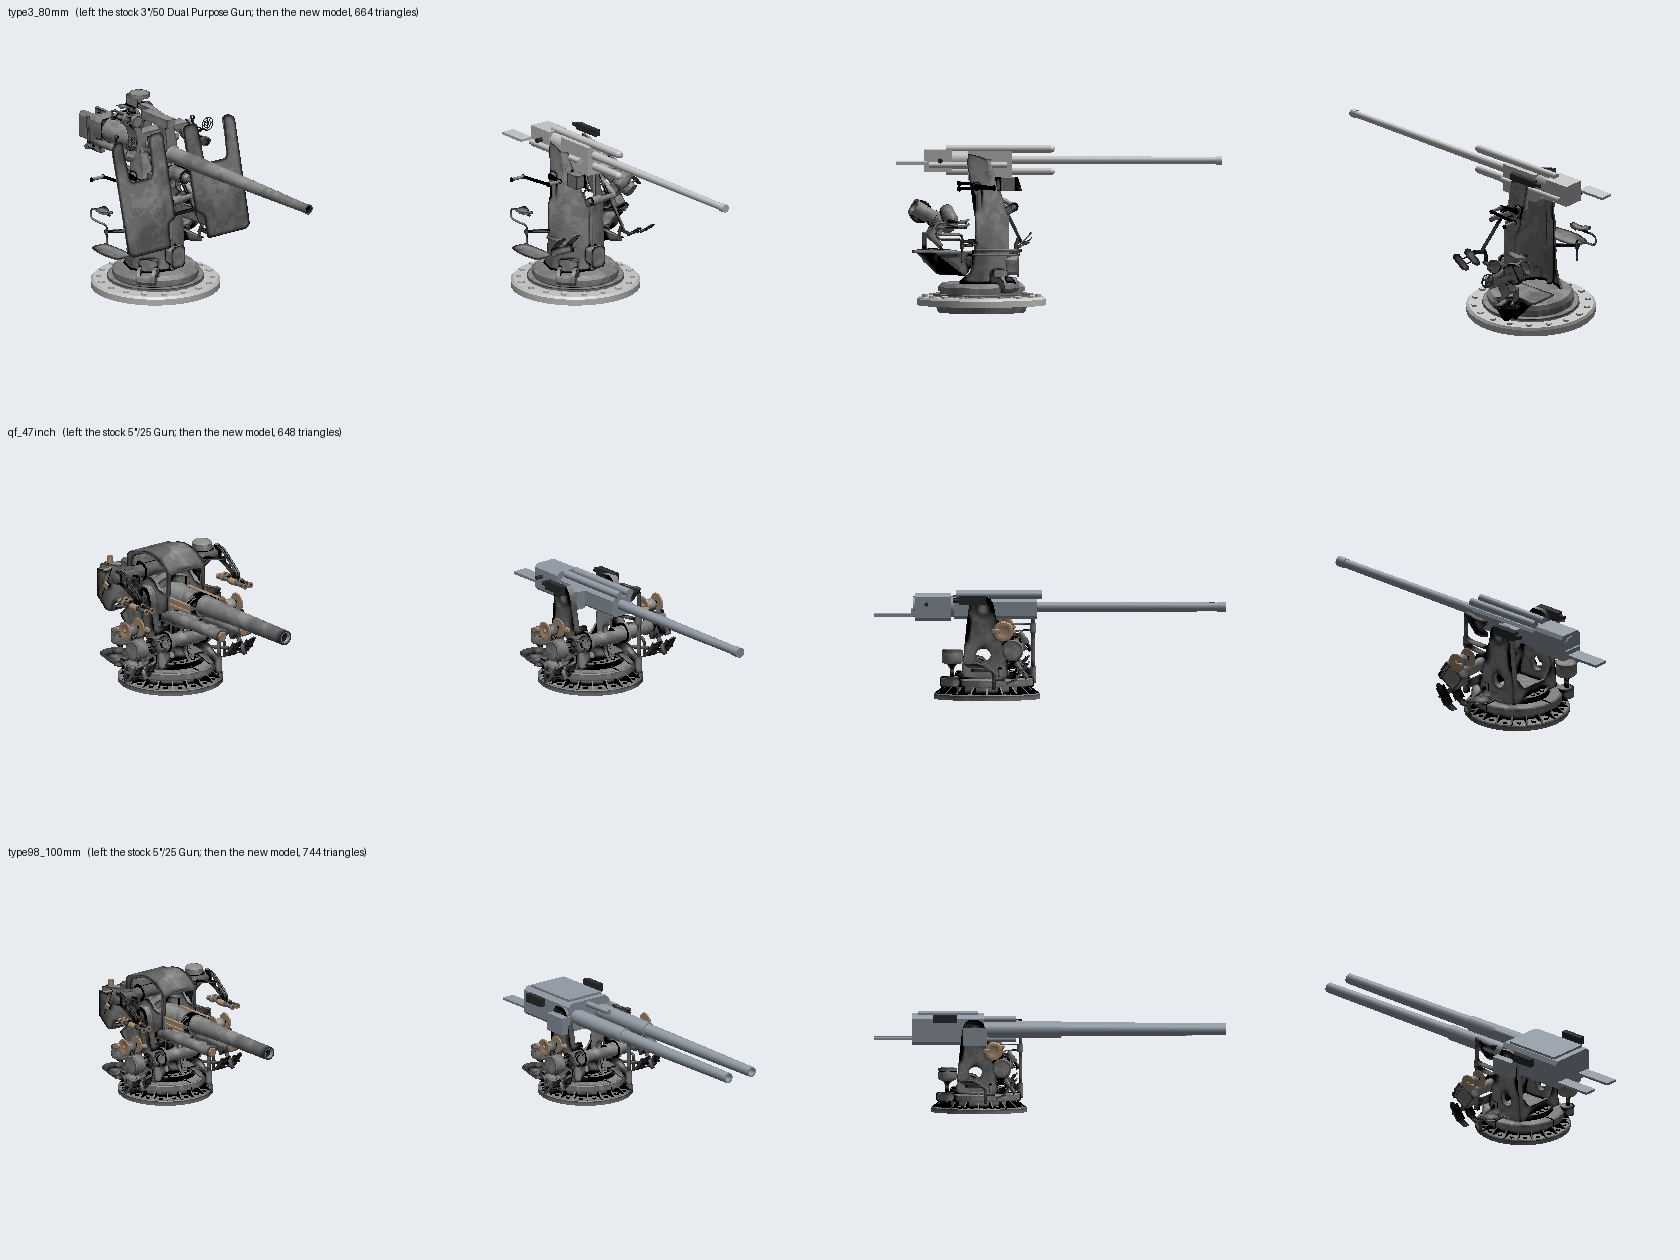 type3_80mm (left the stock 3"/50 Dual Purpose Gun; then the new model, 664 triangles)
qf_47inch (left the stock 5"/25 Gun; then the new model, 648 triangles)
type98_100mm (left the stock 5"/25 Gun; then the new model, 744 triangles)